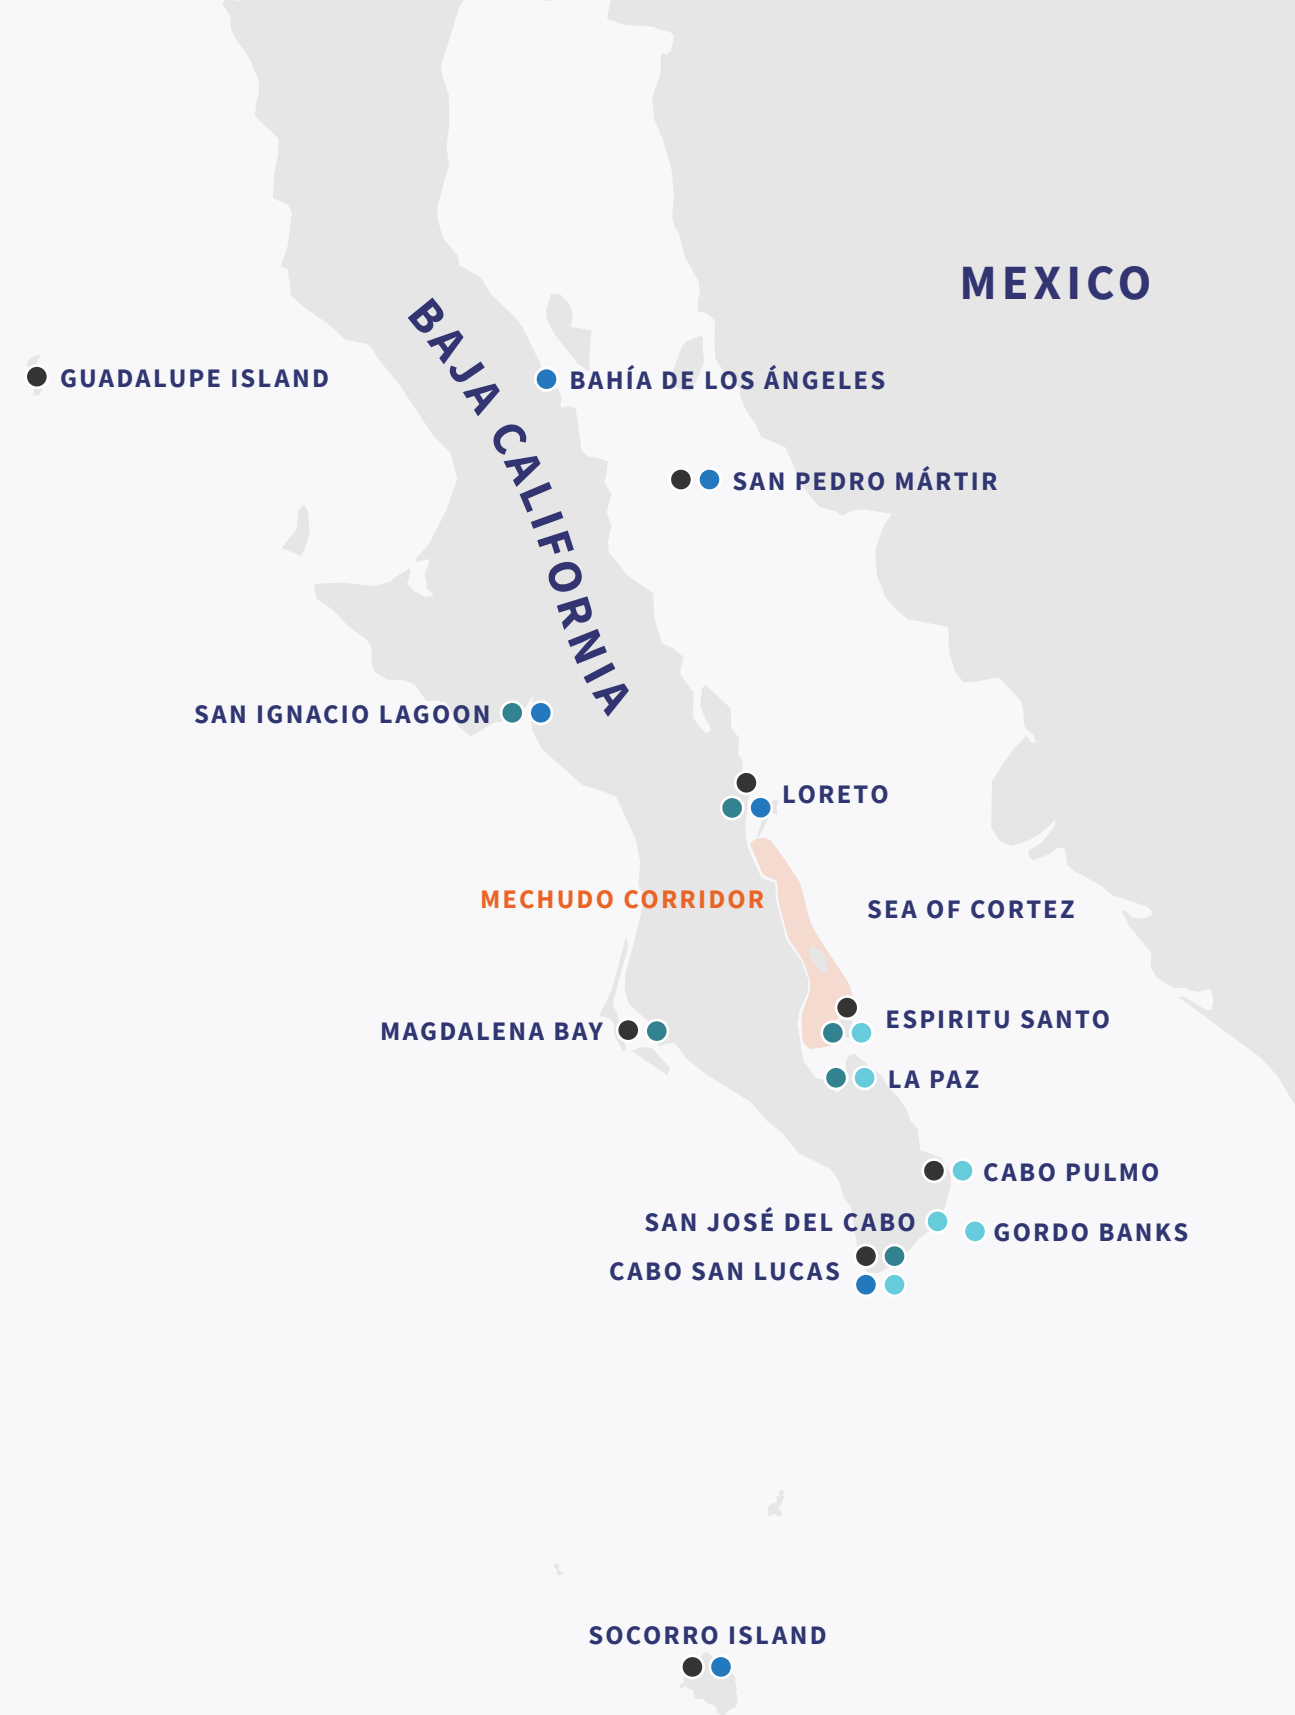 MEXICO
BAJA CALIFORNIA
GUADALUPE ISLAND
BAHÍA DE LOS ÁNGELES
SAN PEDRO MÁRTIR
SAN IGNACIO LAGOON
LORETO
MECHUDO CORRIDOR
SEA OF CORTEZ
ESPIRITU SANTO
MAGDALENA BAY
LA PAZ
CABO PULMO
SAN JOSÉ DEL CABO
GORDO BANKS
CABO SAN LUCAS
SOCORRO ISLAND